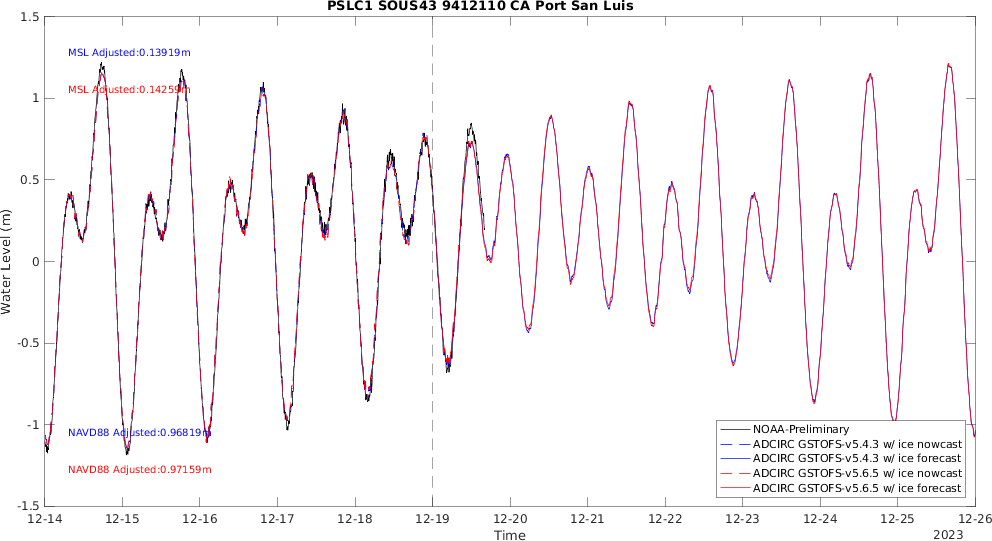 PSLC1 SOUS43 9412110 CA Port San Luis
1.5
MSL Adjusted:0.13919m
MSL Adjusted:0.14259m
1
0.5
0
-0.5
-1
-1.5
Water Level (m)
NAVD88 Adjusted:0.96819m
NAVD88 Adjusted:0.97159m
NOAA-Preliminary
ADCIRC GSTOFS-v5.4.3 w/ ice nowcast
ADCIRC GSTOFS-v5.4.3 w/ ice forecast
ADCIRC GSTOFS-v5.6.5 w/ ice nowcast
ADCIRC GSTOFS-v5.6.5 w/ ice forecast
12-14 12-15 12-16 12-17 12-18 12-19 12-20 12-21 12-22 12-23 12-24 12-25 12-26
Time
2023